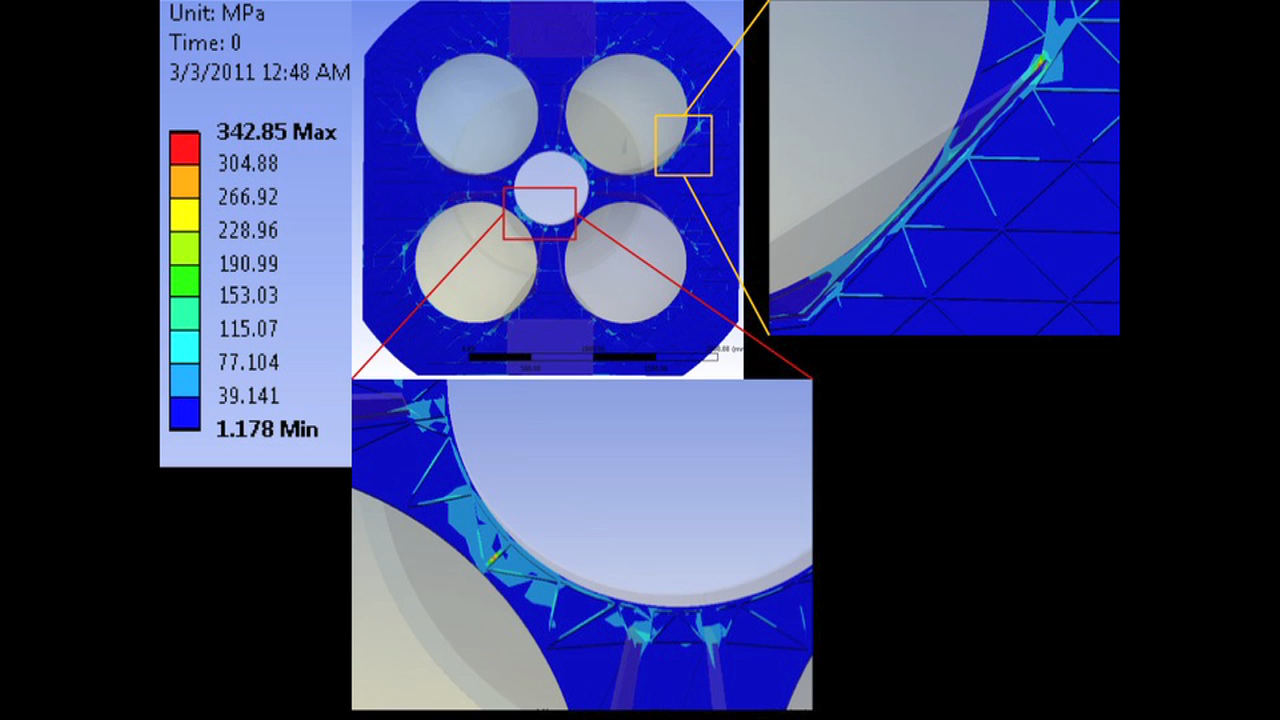 Unit: MPa
Time: 0
3/3/2011 12:48 AM
342.85 Max
304.88
266.92
228.96
190.99
153.03
115.07
77.104
39.141
1.178 Min